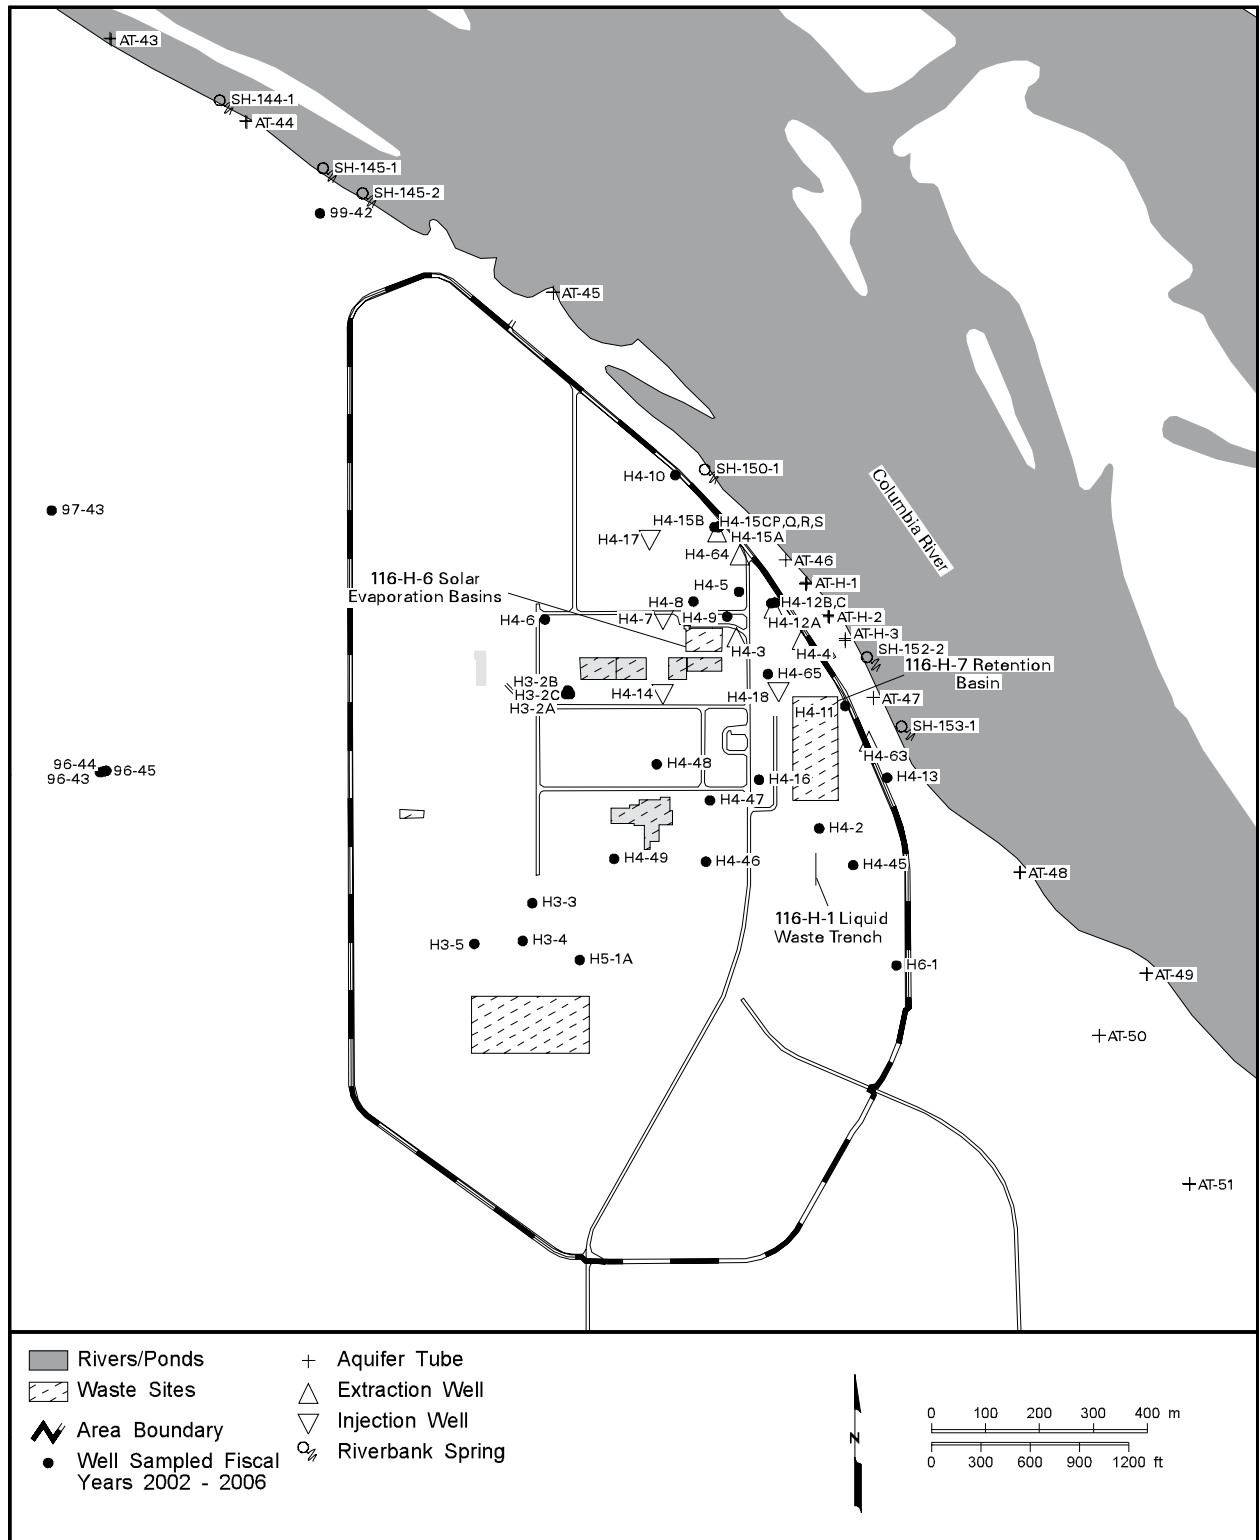 AT-43
SH-144-1
AT-44
SH-145-1
SH-145-2
99-42
AT-45
SH-150-1
H4-10
Columbia River
97-43
H4-15B
H4-15CP,Q,R,S
H4-15A
H4-17
H4-64
AT-46
116-H-6 Solar
Evaporation Basins
AT-H-1
H4-5
H4-8
H4-12B,C
H4-6
H4-7
H4-9
H4-12A
AT-H-2
AT-H-3
H4-3
H4-4
SH-152-2
116-H-7 Retention
Basin
H4-65
H3-2B
H3-2C
H3-2A
H4-14
H4-18
AT-47
H4-11
SH-153-1
H4-63
96-44
96-43
96-45
H4-48
H4-16
H4-13
H4-47
H4-2
H4-49
H4-46
H4-45
AT-48
H3-3
116-H-1 Liquid
Waste Trench
H3-5
H3-4
H5-1A
H6-1
AT-49
AT-50
AT-51
Rivers/Ponds
Waste Sites
Area Boundary
Well Sampled Fiscal
Years 2002 - 2006
Aquifer Tube
Extraction Well
Injection Well
Riverbank Spring
N
0 100 200 300 400 m
0 300 600 900 1200 ft